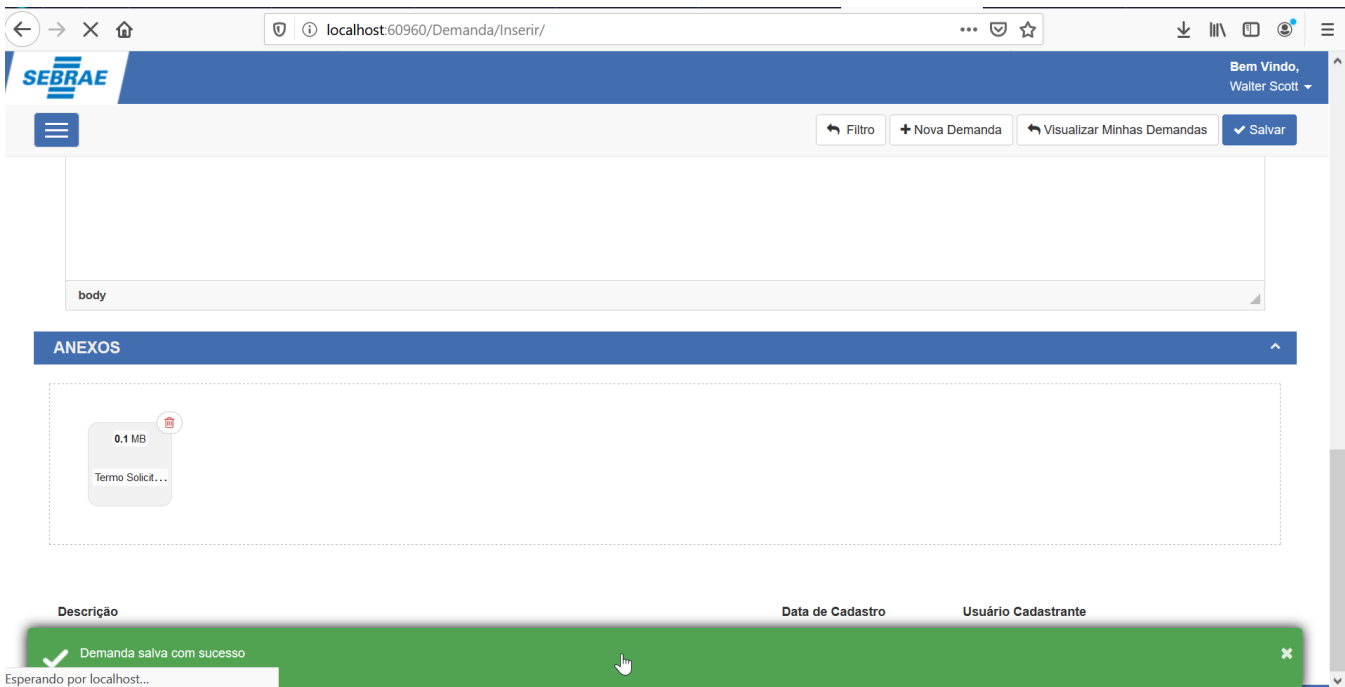 localhost:60960/Demanda/Inserir/
SEBRAE
Bem Vindo,
Walter Scott
Filtro
Nova Demanda
Visualizar Minhas Demandas
Salvar
body
ANEXOS
0.1 MB
Termo Solicit...
Descrição Data de Cadastro Usuário Cadastrante
Demanda salva com sucesso
Esperando por localhost...